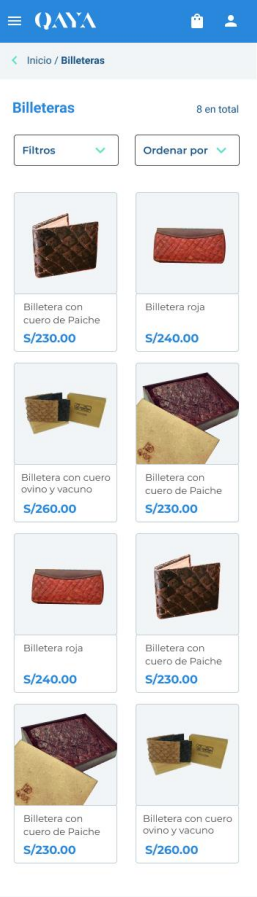 QAYA
Inicio / Billeteras
Billeteras
8 en total
Filtros
Ordenar por
Billetera con
cuero de Paiche
S/230.00
Billetera roja
S/240.00
Billetera con cuero
ovino y vacuno
S/260.00
Billetera con
cuero de Paiche
S/230.00
Billetera roja
S/240.00
Billetera con
cuero de Paiche
S/230.00
Billetera con
cuero de Paiche
S/230.00
Billetera con cuero
ovino y vacuno
S/260.00